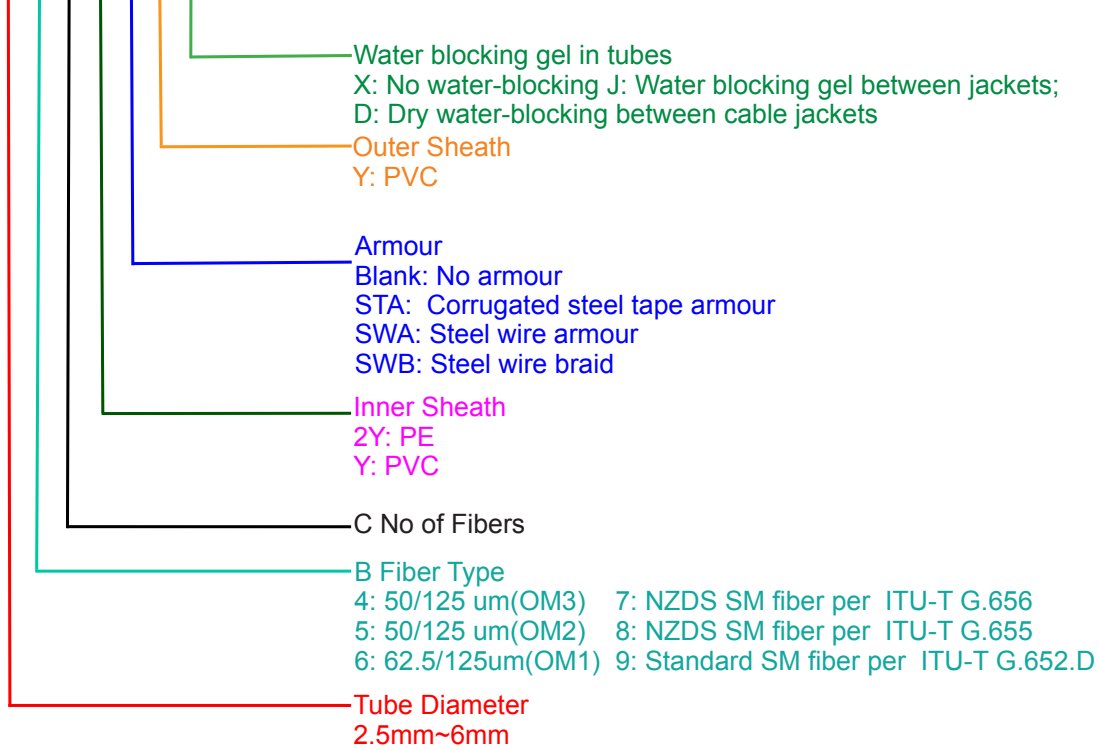 Water blocking gel in tubes
X: No water-blocking J: Water blocking gel between jackets;
D: Dry water-blocking between cable jackets
Outer Sheath
Y: PVC
Armour
Blank: No armour
STA:  Corrugated steel tape armour
SWA: Steel wire armour
SWB: Steel wire braid
Inner Sheath
2Y: PE
Y: PVC
C No of Fibers
B Fiber Type
4: 50/125 um(OM3)   7: NZDS SM fiber per  ITU-T G.656
5: 50/125 um(OM2)   8: NZDS SM fiber per  ITU-T G.655
6: 62.5/125um(OM1)  9: Standard SM fiber per  ITU-T G.652.D
Tube Diameter
2.5mm~6mm